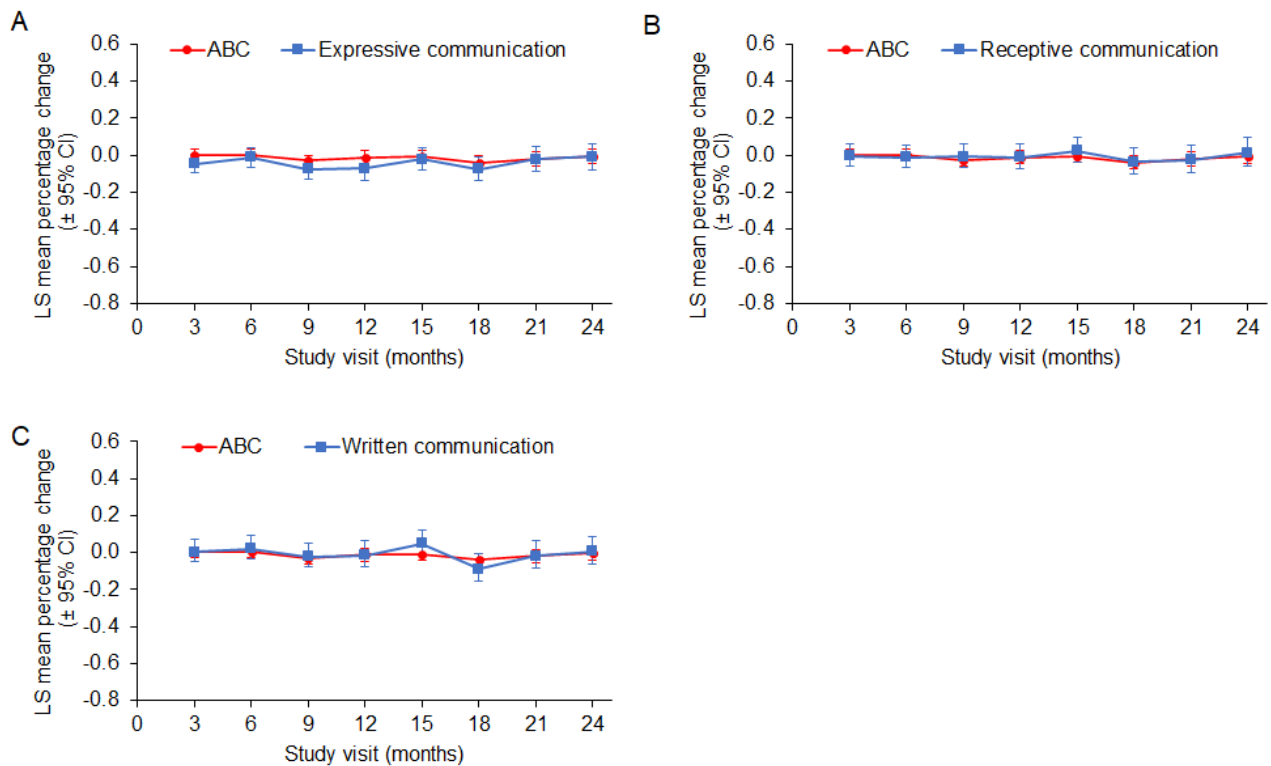 A
ABC Expressive communication
LS mean percentage change
(± 95% CI)
0.6
0.4
0.2
0.0
-0.2
-0.4
-0.6
-0.8
0 3 6 9 12 15 18 21 24
Study visit (months)
B
ABC Receptive communication
LS mean percentage change
(± 95% CI)
0.6
0.4
0.2
0.0
-0.2
-0.4
-0.6
-0.8
0 3 6 9 12 15 18 21 24
Study visit (months)
C
ABC Written communication
LS mean percentage change
(± 95% CI)
0.6
0.4
0.2
0.0
-0.2
-0.4
-0.6
-0.8
0 3 6 9 12 15 18 21 24
Study visit (months)